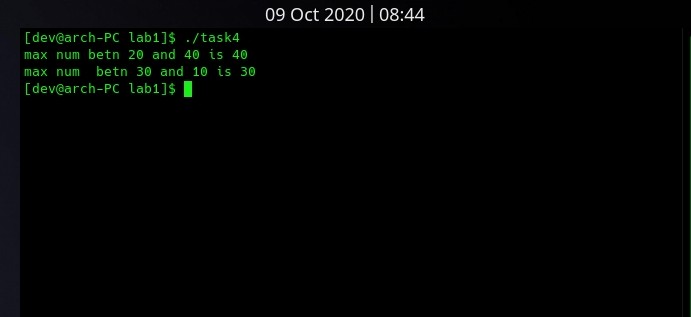 09 Oct 2020 | 08:44
[dev@arch-PC lab1]$ ./task4
max num betn 20 and 40 is 40
max num  betn 30 and 10 is 30
[dev@arch-PC lab1]$